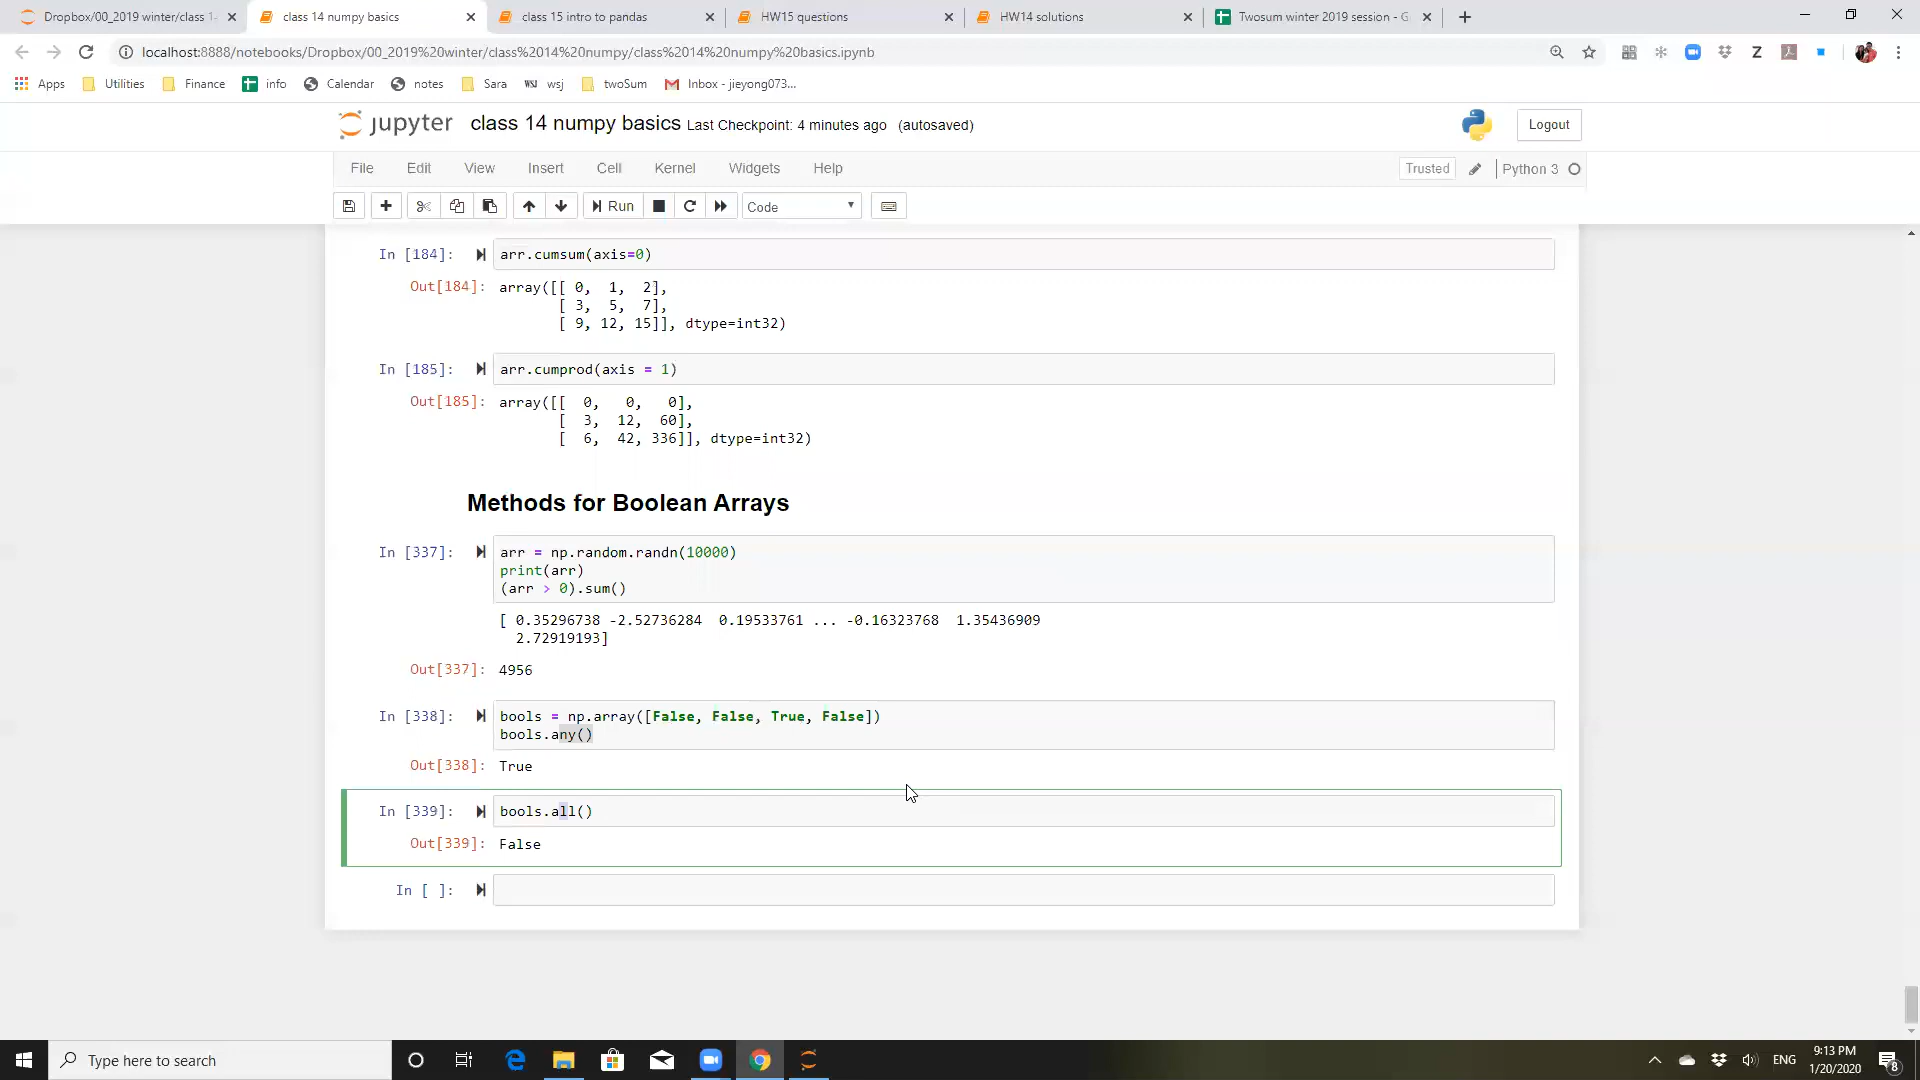 Dropbox/00_2019 winter/class 1
class 14 numpy basics
class 15 intro to pandas
HW15 questions
HW14 solutions
Twosum winter 2019 session - G
localhost:8888/notebooks/Dropbox/00_2019%20winter/class%2014%20numpy/class%2014%20numpy%20basics.ipynb
Apps Utilities Finance info Calendar notes Sara WSJ wsj twoSum Inbox - jieyong073...
jupyter class 14 numpy basics Last Checkpoint: 4 minutes ago (autosaved)
Logout
File Edit View Insert Cell Kernel Widgets Help
Trusted Python 3
Run Code
In [184]: arr.cumsum(axis=0)
Out[184]: array([[ 0, 1, 2],
[ 3, 5, 7],
[ 9, 12, 15]], dtype=int32)
In [185]: arr.cumprod(axis = 1)
Out[185]: array([[ 0, 0, 0],
[ 3, 12, 60],
[ 6, 42, 336]], dtype=int32)
Methods for Boolean Arrays
In [337]: arr = np.random.randn(10000)
print(arr)
(arr > 0).sum()
[ 0.35296738 -2.52736284 0.19533761 ... -0.16323768 1.35436909
2.72919193]
Out[337]: 4956
In [338]: bools = np.array([False, False, True, False])
bools.any()
Out[338]: True
In [339]: bools.all()
Out[339]: False
In [ ]:
Type here to search
ENG
9:13 PM
1/20/2020
8